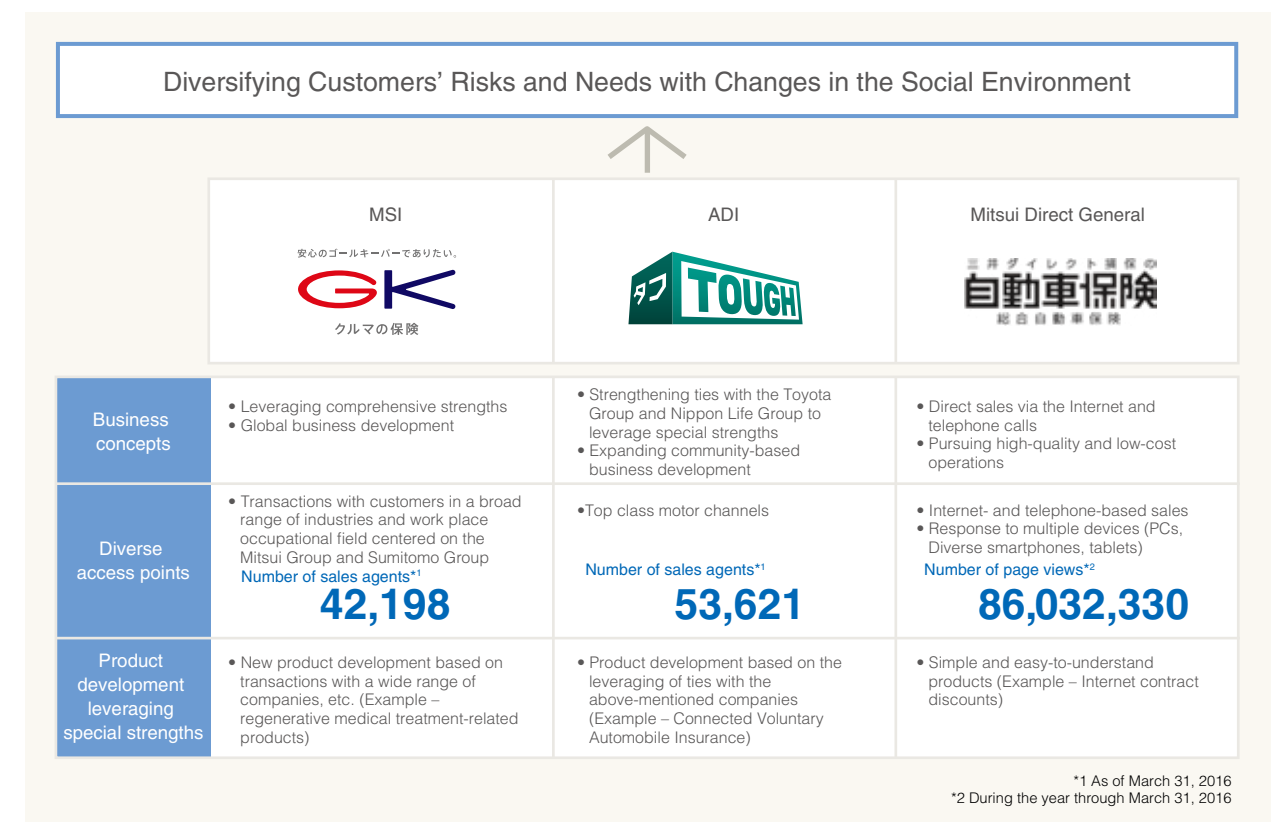 Diversifying Customers’ Risks and Needs with Changes in the Social Environment
MSI
安心のゴールキーパーでありたい。
GK
クルマの保険
ADI
タフ TOUGH
Mitsui Direct General
三井ダイレクト損保の
自動車保険
総合自動車保険
Business
concepts
• Leveraging comprehensive strengths
• Global business development
• Strengthening ties with the Toyota
Group and Nippon Life Group to
leverage special strengths
• Expanding community-based
business development
• Direct sales via the Internet and
telephone calls
• Pursuing high-quality and low-cost
operations
Diverse
access points
• Transactions with customers in a broad
range of industries and work place
occupational field centered on the
Mitsui Group and Sumitomo Group
Number of sales agents*1
42,198
•Top class motor channels
Number of sales agents*1
53,621
• Internet- and telephone-based sales
• Response to multiple devices (PCs,
Diverse smartphones, tablets)
Number of page views*2
86,032,330
Product
development
leveraging
special strengths
• New product development based on
transactions with a wide range of
companies, etc. (Example –
regenerative medical treatment-related
products)
• Product development based on the
leveraging of ties with the
above-mentioned companies
(Example – Connected Voluntary
Automobile Insurance)
• Simple and easy-to-understand
products (Example – Internet contract
discounts)
*1 As of March 31, 2016
*2 During the year through March 31, 2016